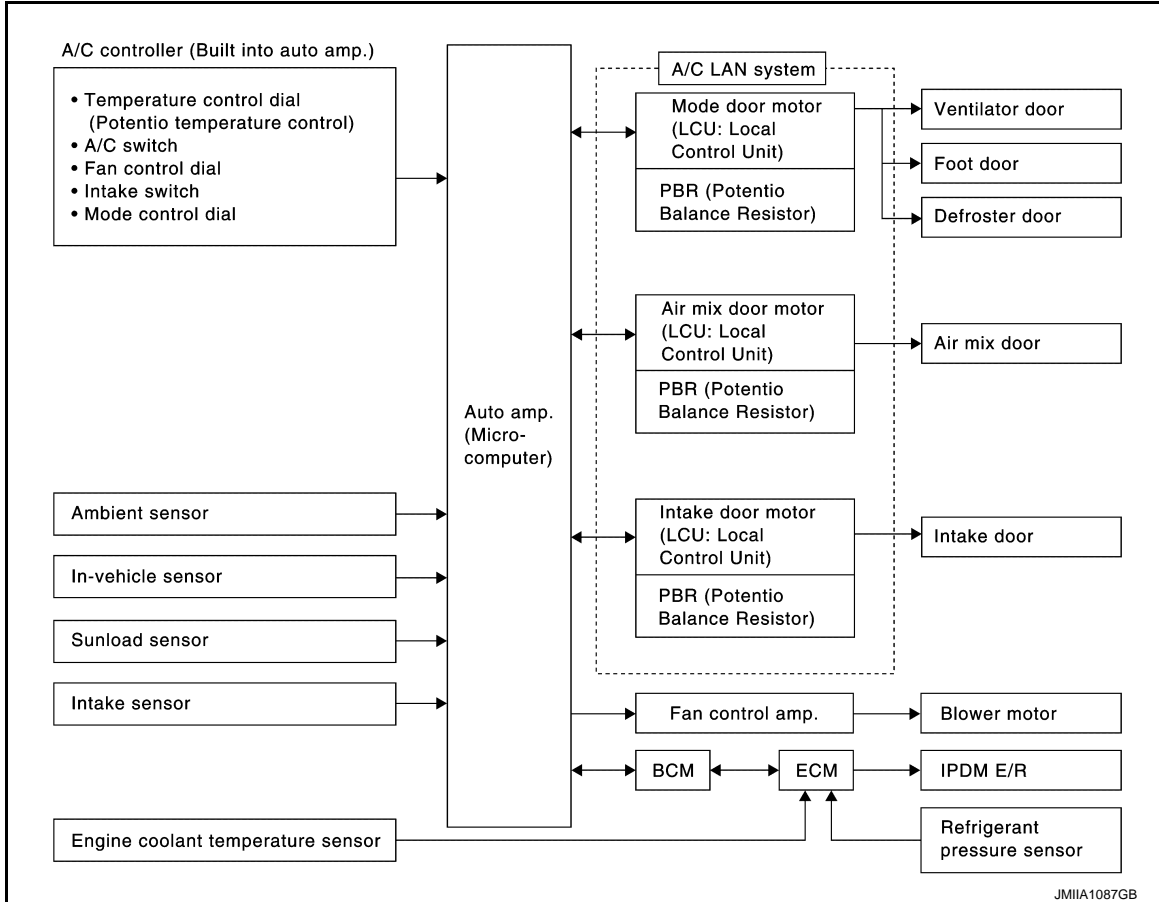 A/C controller (Built into auto amp.)
• Temperature control dial
(Potentio temperature control)
• A/C switch
• Fan control dial
• Intake switch
• Mode control dial
Ambient sensor
In-vehicle sensor
Sunload sensor
Intake sensor
Engine coolant temperature sensor
Auto amp.
(Micro-
computer)
A/C LAN system
Mode door motor
(LCU: Local
Control Unit)
PBR (Potentio
Balance Resistor)
Ventilator door
Foot door
Defroster door
Air mix door motor
(LCU: Local
Control Unit)
PBR (Potentio
Balance Resistor)
Air mix door
Intake door motor
(LCU: Local
Control Unit)
PBR (Potentio
Balance Resistor)
Intake door
Fan control amp.
Blower motor
BCM
ECM
IPDM E/R
Refrigerant
pressure sensor
JMIIA1087GB